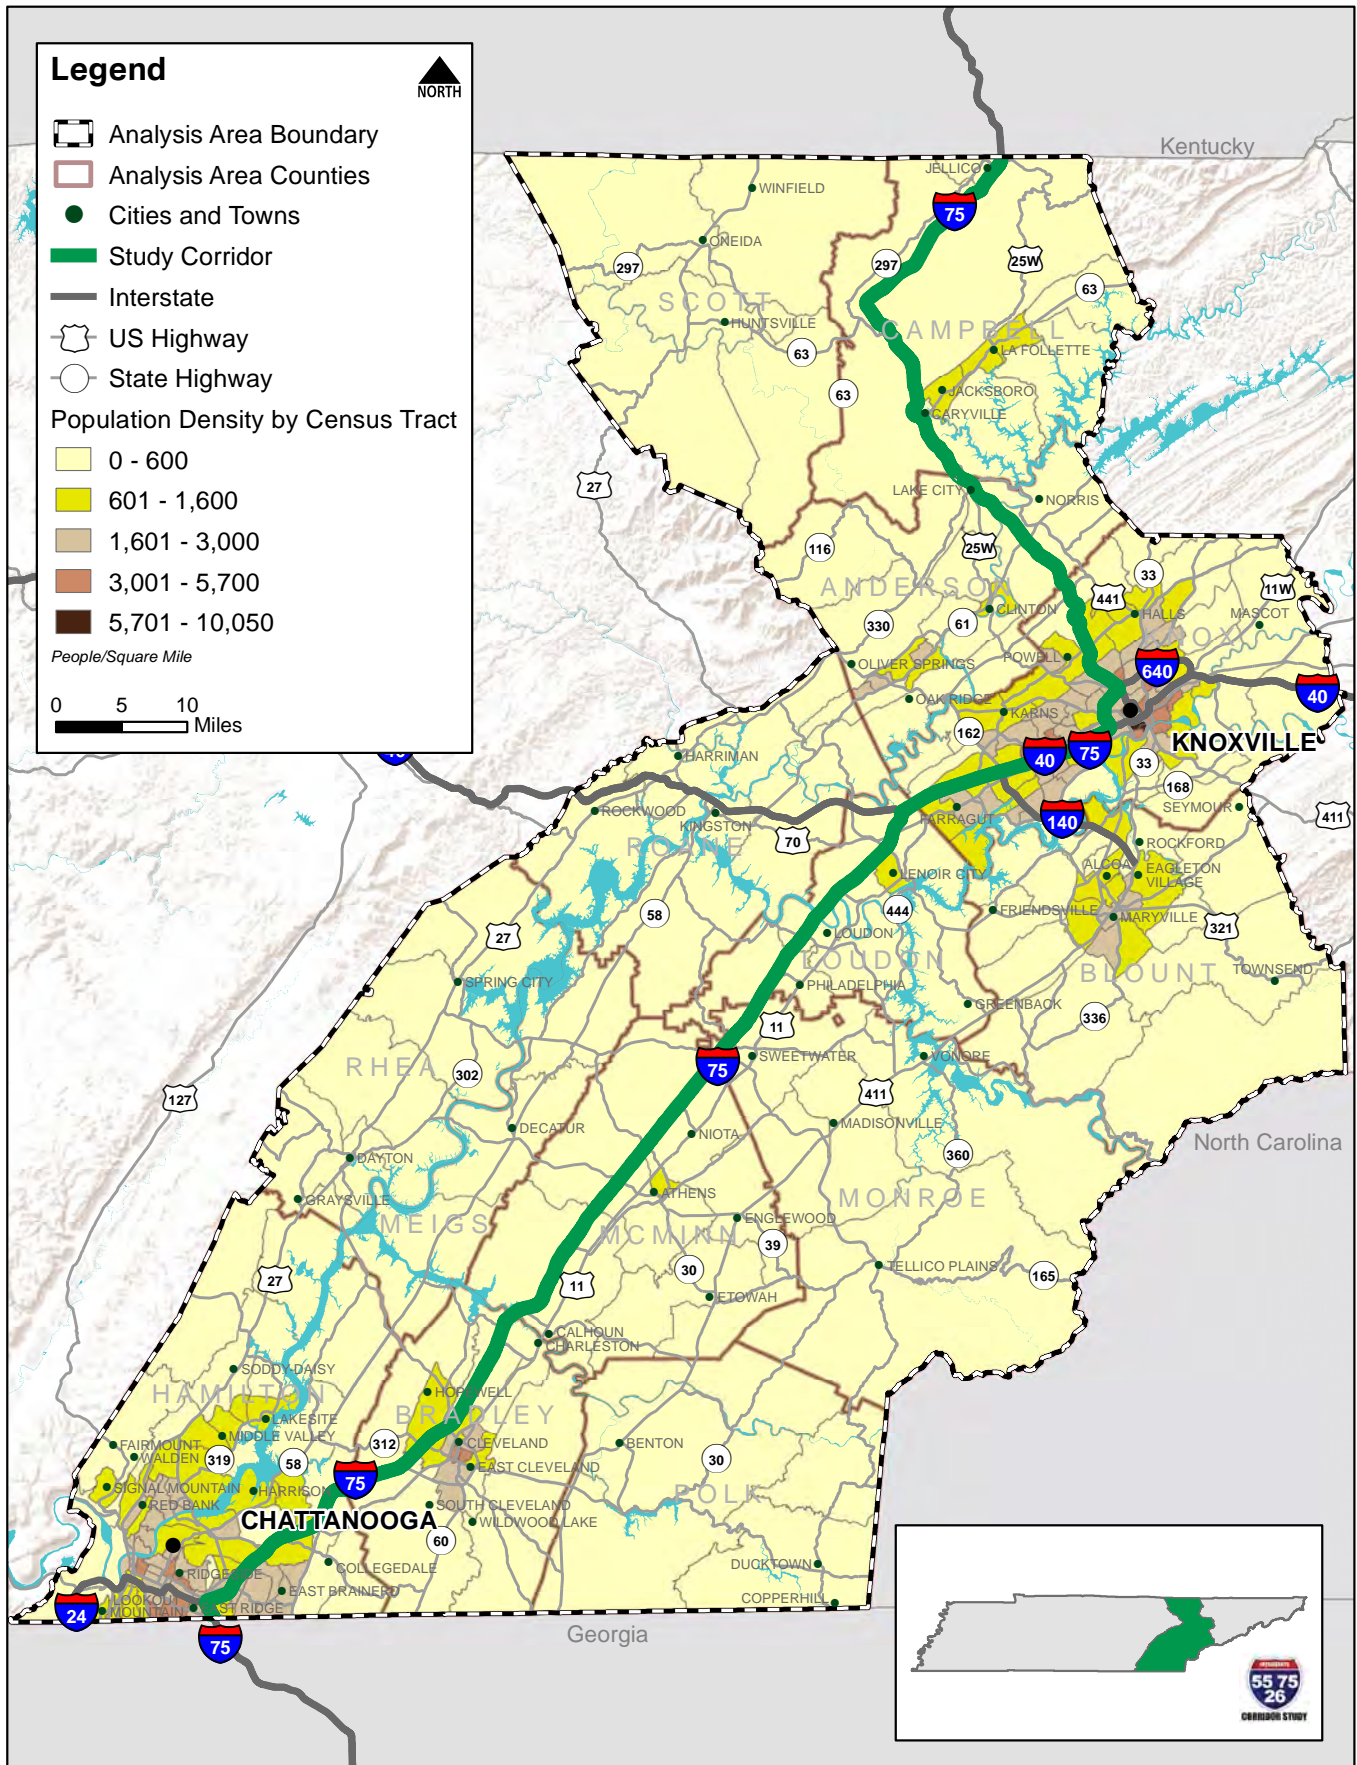 Legend
NORTH
Analysis Area Boundary
Analysis Area Counties
Cities and Towns
Study Corridor
Interstate
US Highway
State Highway
Population Density by Census Tract
0 - 600
601 - 1,600
1,601 - 3,000
3,001 - 5,700
5,701 - 10,050
People/Square Mile
0 5 10
Miles
Kentucky
JELLICO
WINFIELD
75
ONEIDA
25W
297
297
63
SCOTT
HUNTSVILLE
CAMPBELL
63
LA FOLLETTE
63
JACKSBORO
CARYVILLE
27
LAKE CITY
NORRIS
116
25W
33
ANDERSON
441
11W
CLINTON
HALLS
MASCOT
330
61
KNOX
OLIVER SPRINGS
POWELL
640
40
OAK RIDGE
KARNS
162
KNOXVILLE
40
75
HARRIMAN
33
168
ROCKWOOD
KINGSTON
FARRAGUT
140
SEYMOUR
411
70
ROANE
ROCKFORD
ALCOA
EAGLETON
VILLAGE
LENOIR CITY
58
444
FRIENDSVILLE
MARYVILLE
321
27
LOUDON
LOUDON
BLOUNT
TOWNSEND
SPRING CITY
PHILADELPHIA
GREENBACK
336
11
RHEA
302
75
SWEETWATER
VONORE
127
411
DECATUR
NIOTA
MADISONVILLE
North Carolina
360
DAYTON
GRAYSVILLE
ATHENS
MONROE
MEIGS
ENGLEWOOD
MCMINN
39
27
30
TELLICO PLAINS
165
11
ETOWAH
CALHOUN
CHARLESTON
SODDY-DAISY
HAMILTON
HOPEWELL
LAKESITE
BRADLEY
MIDDLE VALLEY
312
CLEVELAND
BENTON
FAIRMOUNT
WALDEN
319
58
EAST CLEVELAND
30
75
SIGNAL MOUNTAIN
HARRISON
POLK
RED BANK
SOUTH CLEVELAND
CHATTANOOGA
WILDWOOD LAKE
60
COLLEGEDALE
DUCKTOWN
RIDGESIDE
EAST BRAINERD
COPPERHILL
LOOKOUT
MOUNTAIN
EAST RIDGE
24
75
Georgia
INTERSTATE
55 75
26
CORRIDOR STUDY